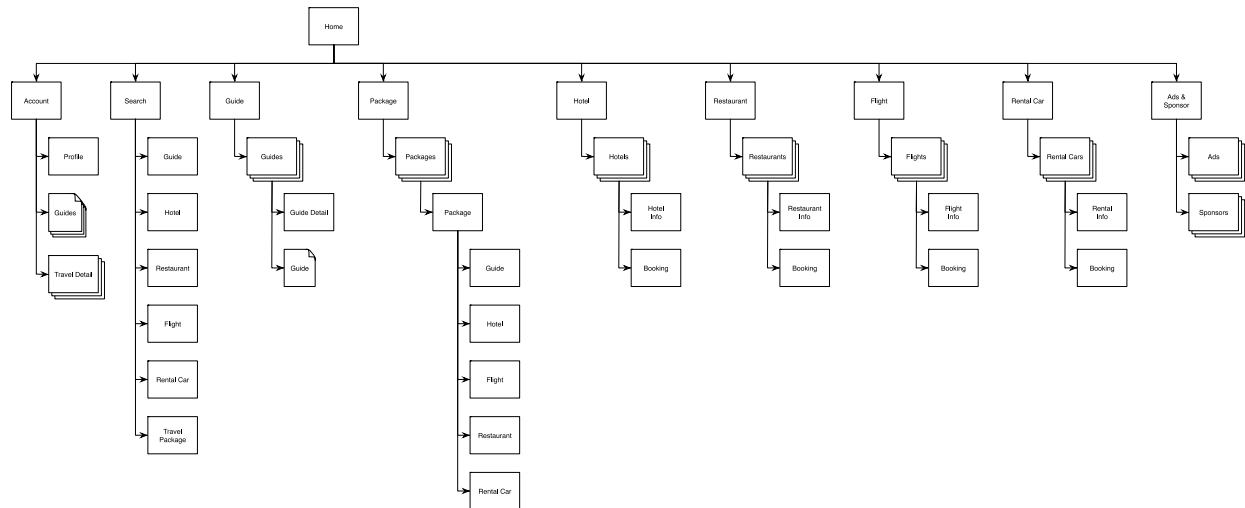 Home
Account
Search
Guide
Package
Hotel
Restaurant
Flight
Rental Car
Ads &
Sponsor
Profile
Guides
Travel Detail
Guide
Hotel
Restaurant
Flight
Rental Car
Travel
Package
Guides
Guide Detail
Guide
Packages
Package
Guide
Hotel
Flight
Restaurant
Rental Car
Hotels
Hotel
Info
Booking
Restaurants
Restaurant
Info
Booking
Flights
Flight
Info
Booking
Rental Cars
Rental
Info
Booking
Ads
Sponsors